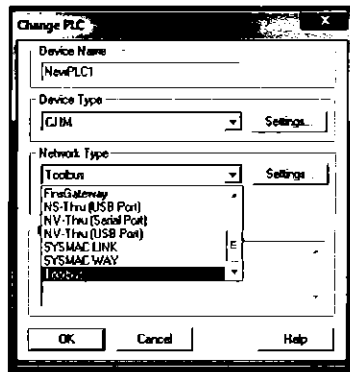 Change PLC
X
Device Name
NewPLC1
Device Type
CJ1M
Settings...
Network Type
Toolbus
Settings...
FinsGateway
NS-Thru (USB Port)
NV-Thru (Serial Port)
NV-Thru (USB Port)
SYSMAC LINK
SYSMAC WAY
Toolbus
E
OK
Cancel
Help